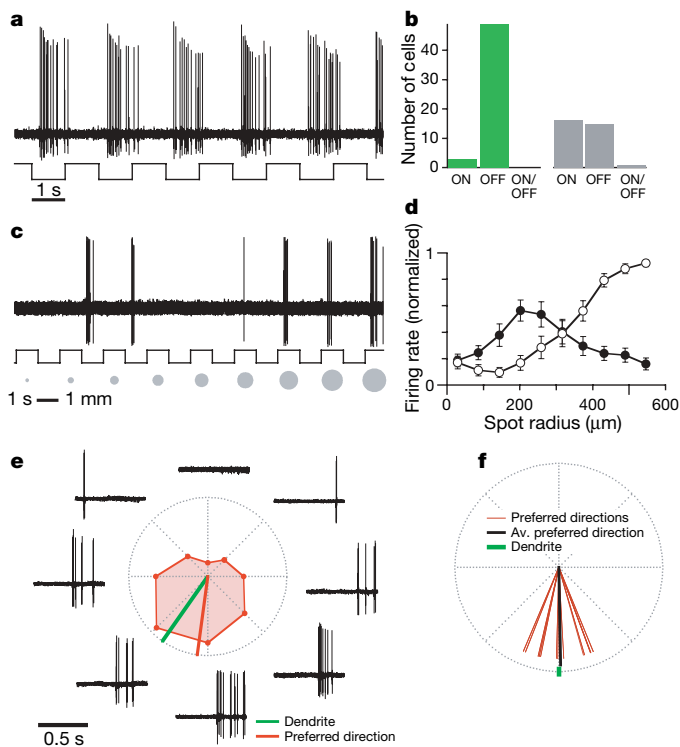 a
1 s
b
Number of cells
40
30
20
10
0
ON OFF ON/
OFF
ON OFF ON/
OFF
c
1 s 1 mm
d
Firing rate (normalized)
1
0
0 200 400 600
Spot radius (μm)
e
0.5 s
Dendrite
Preferred direction
f
Preferred directions
Av. preferred direction
Dendrite